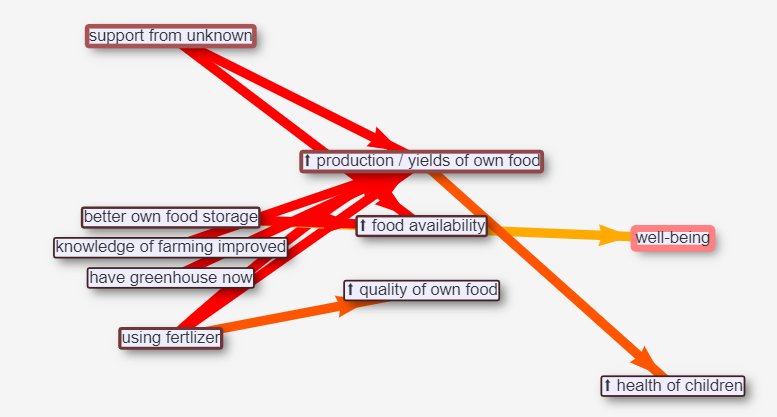 support from unknown
⬆ production / yields of own food
better own food storage
⬆ food availability
well-being
knowledge of farming improved
have greenhouse now
⬆ quality of own food
using fertlizer
⬆ health of children